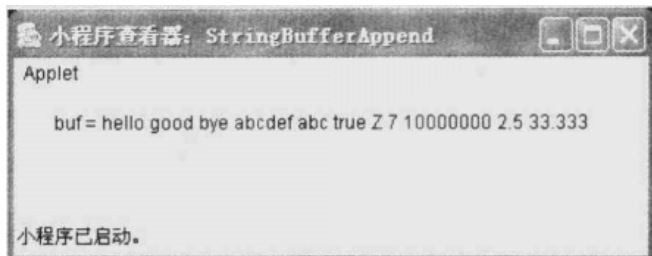 小程序查看器: StringBufferAppend
Applet
buf = hello good bye abcdef abc true Z 7 10000000 2.5 33.333
小程序已启动。